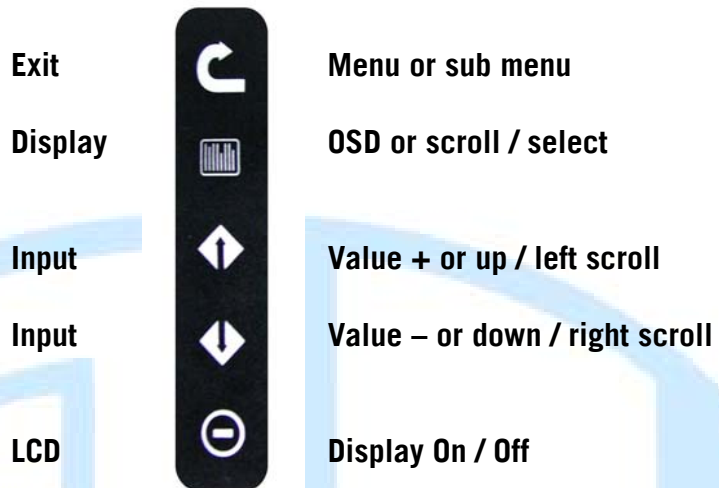 Exit Menu or sub menu
Display OSD or scroll / select
Input Value + or up / left scroll
Input Value – or down / right scroll
LCD Display On / Off